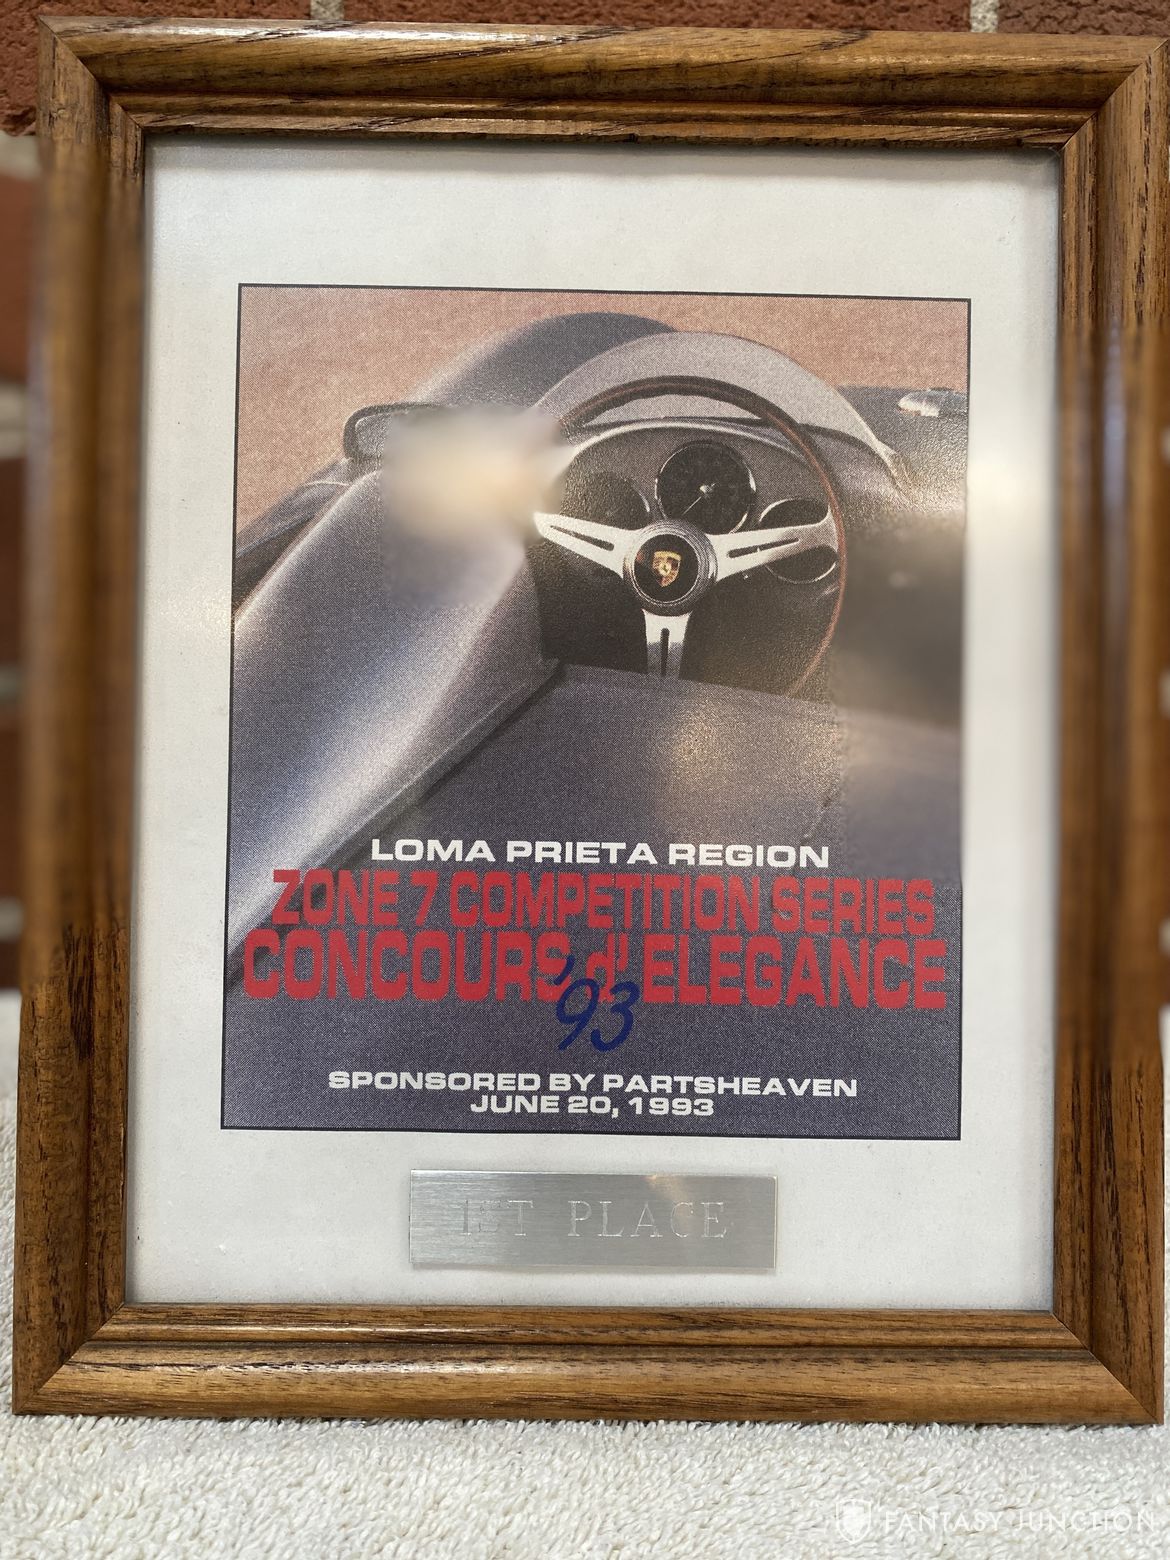 LOMA PRIETA REGION
ZONE 7 COMPETITION SERIES
CONCOURS d' ELEGANCE
'93
SPONSORED BY PARTSHEAVEN
JUNE 20, 1993
1ST PLACE
FANTASY JUNCTION